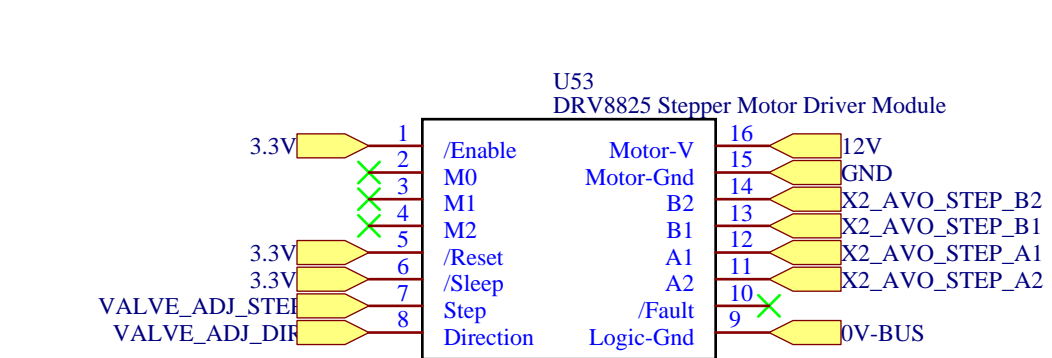 U53
DRV8825 Stepper Motor Driver Module
3.3V 1 /Enable Motor-V 16 12V
2 M0 Motor-Gnd 15 GND
3 M1 B2 14 X2_AVO_STEP_B2
4 M2 B1 13 X2_AVO_STEP_B1
3.3V 5 /Reset A1 12 X2_AVO_STEP_A1
3.3V 6 /Sleep A2 11 X2_AVO_STEP_A2
VALVE_ADJ_STEP 7 Step /Fault 10
VALVE_ADJ_DIR 8 Direction Logic-Gnd 9 0V-BUS